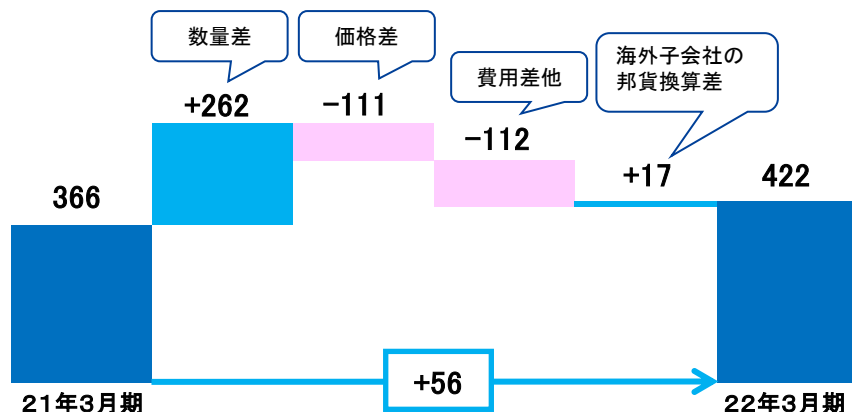 数量差
価格差
費用差他
海外子会社の
邦貨換算差
+262
−111
−112
+17
366
422
+56
21年3月期
22年3月期